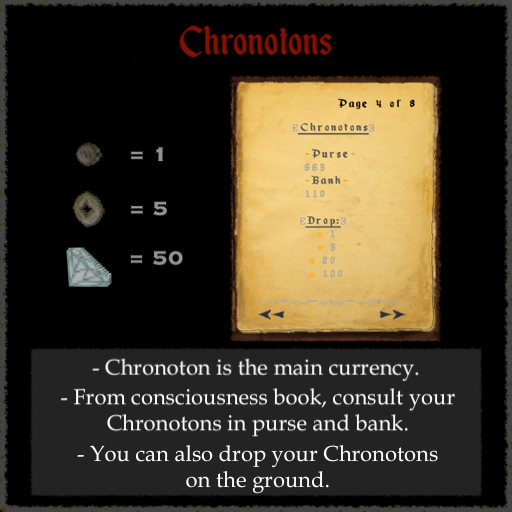 Chronotons
= 1
= 5
= 50
Page 4 of 8
Chronotons
Purse
663
Bank
110
Drop:
1
5
100
- Chronoton is the main currency.
- From consciousness book, consult your
Chronotons in purse and bank.
- You can also drop your Chronotons
on the ground.